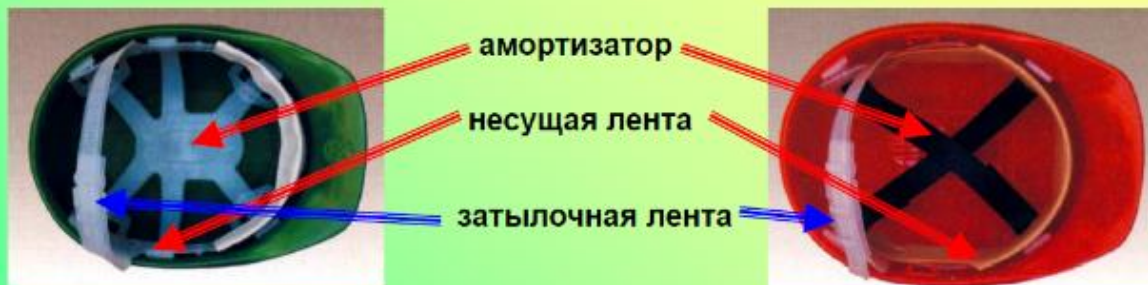 амортизатор
несущая лента
затылочная лента